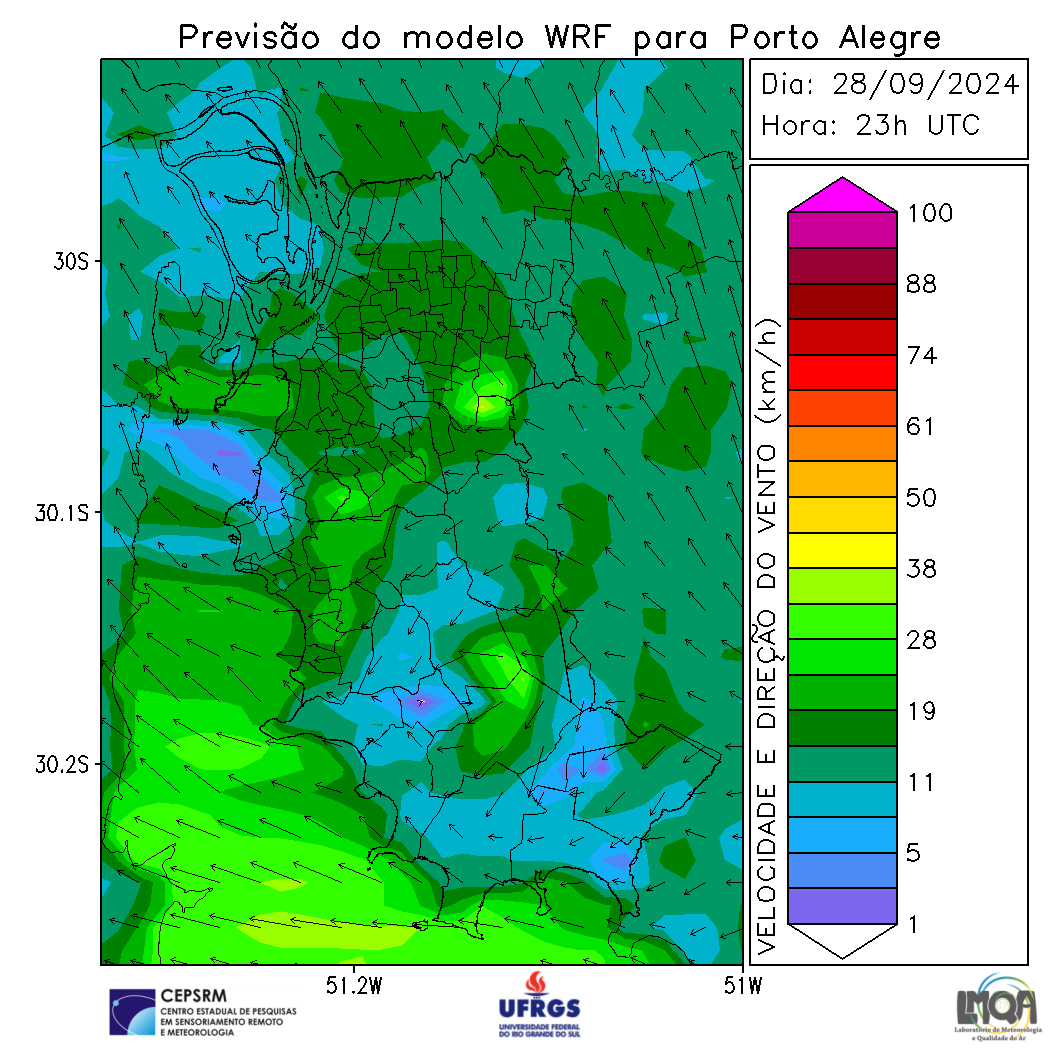 Previsão do modelo WRF para Porto Alegre
Dia: 28/09/2024
Hora: 23h UTC
30S
30.1S
30.2S
51.2W
51W
VELOCIDADE E DIREÇÃO DO VENTO (km/h)
100
88
74
61
50
38
28
19
11
5
1
CEPSRM
CENTRO ESTADUAL DE PESQUISAS
EM SENSORIAMENTO REMOTO
E METEOROLOGIA
UFRGS
UNIVERSIDADE FEDERAL
DO RIO GRANDE DO SUL
LMQA
Laboratório de Meteorologia
e Qualidade do Ar